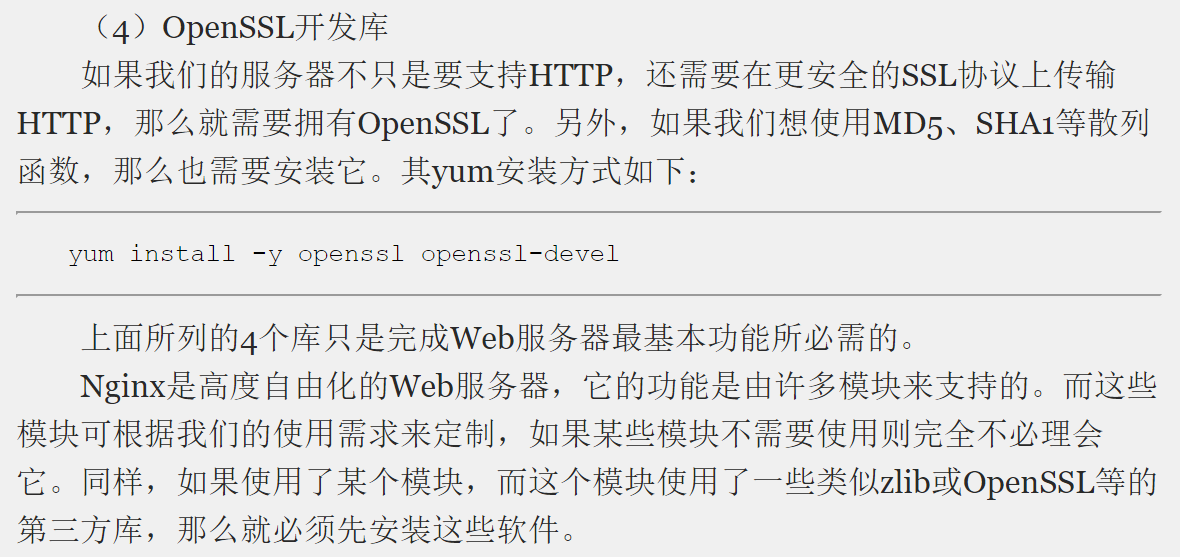 （4）OpenSSL开发库
如果我们的服务器不只是要支持HTTP，还需要在更安全的SSL协议上传输
HTTP，那么就需要拥有OpenSSL了。另外，如果我们想使用MD5、SHA1等散列
函数，那么也需要安装它。其yum安装方式如下：
yum install -y openssl openssl-devel
上面所列的4个库只是完成Web服务器最基本功能所必需的。
Nginx是高度自由化的Web服务器，它的功能是由许多模块来支持的。而这些
模块可根据我们的使用需求来定制，如果某些模块不需要使用则完全不必理会
它。同样，如果使用了某个模块，而这个模块使用了一些类似zlib或OpenSSL等的
第三方库，那么就必须先安装这些软件。